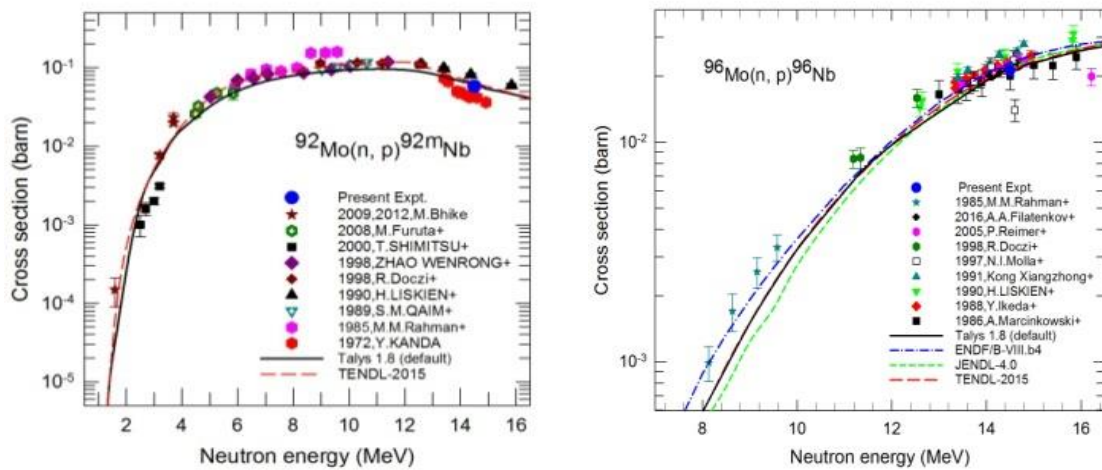 10⁻¹
10⁻²
10⁻³
10⁻⁴
10⁻⁵
Cross section (barn)
⁹²Mo(n, p)⁹²ᵐNb
Present Expt.
2009,2012,M.Bhike
2008,M.Furuta+
2000,T.SHIMITSU+
1998,ZHAO WENRONG+
1998,R.Doczi+
1990,H.LISKIEN+
1989,S.M.QAIM+
1985,M.M.Rahman+
1972,Y.KANDA
Talys 1.8 (default)
TENDL-2015
2 4 6 8 10 12 14 16
Neutron energy (MeV)
10⁻²
10⁻³
Cross section (barn)
⁹⁶Mo(n, p)⁹⁶Nb
Present Expt.
1985,M.M.Rahman+
2016,A.A.Filatenkov+
2005,P.Reimer+
1998,R.Doczi+
1997,N.I.Molla+
1991,Kong Xiangzhong+
1990,H.LISKIEN+
1988,Y.Ikeda+
1986,A.Marcinkowski+
Talys 1.8 (default)
ENDF/B-VIII.b4
JENDL-4.0
TENDL-2015
8 10 12 14 16
Neutron energy (MeV)